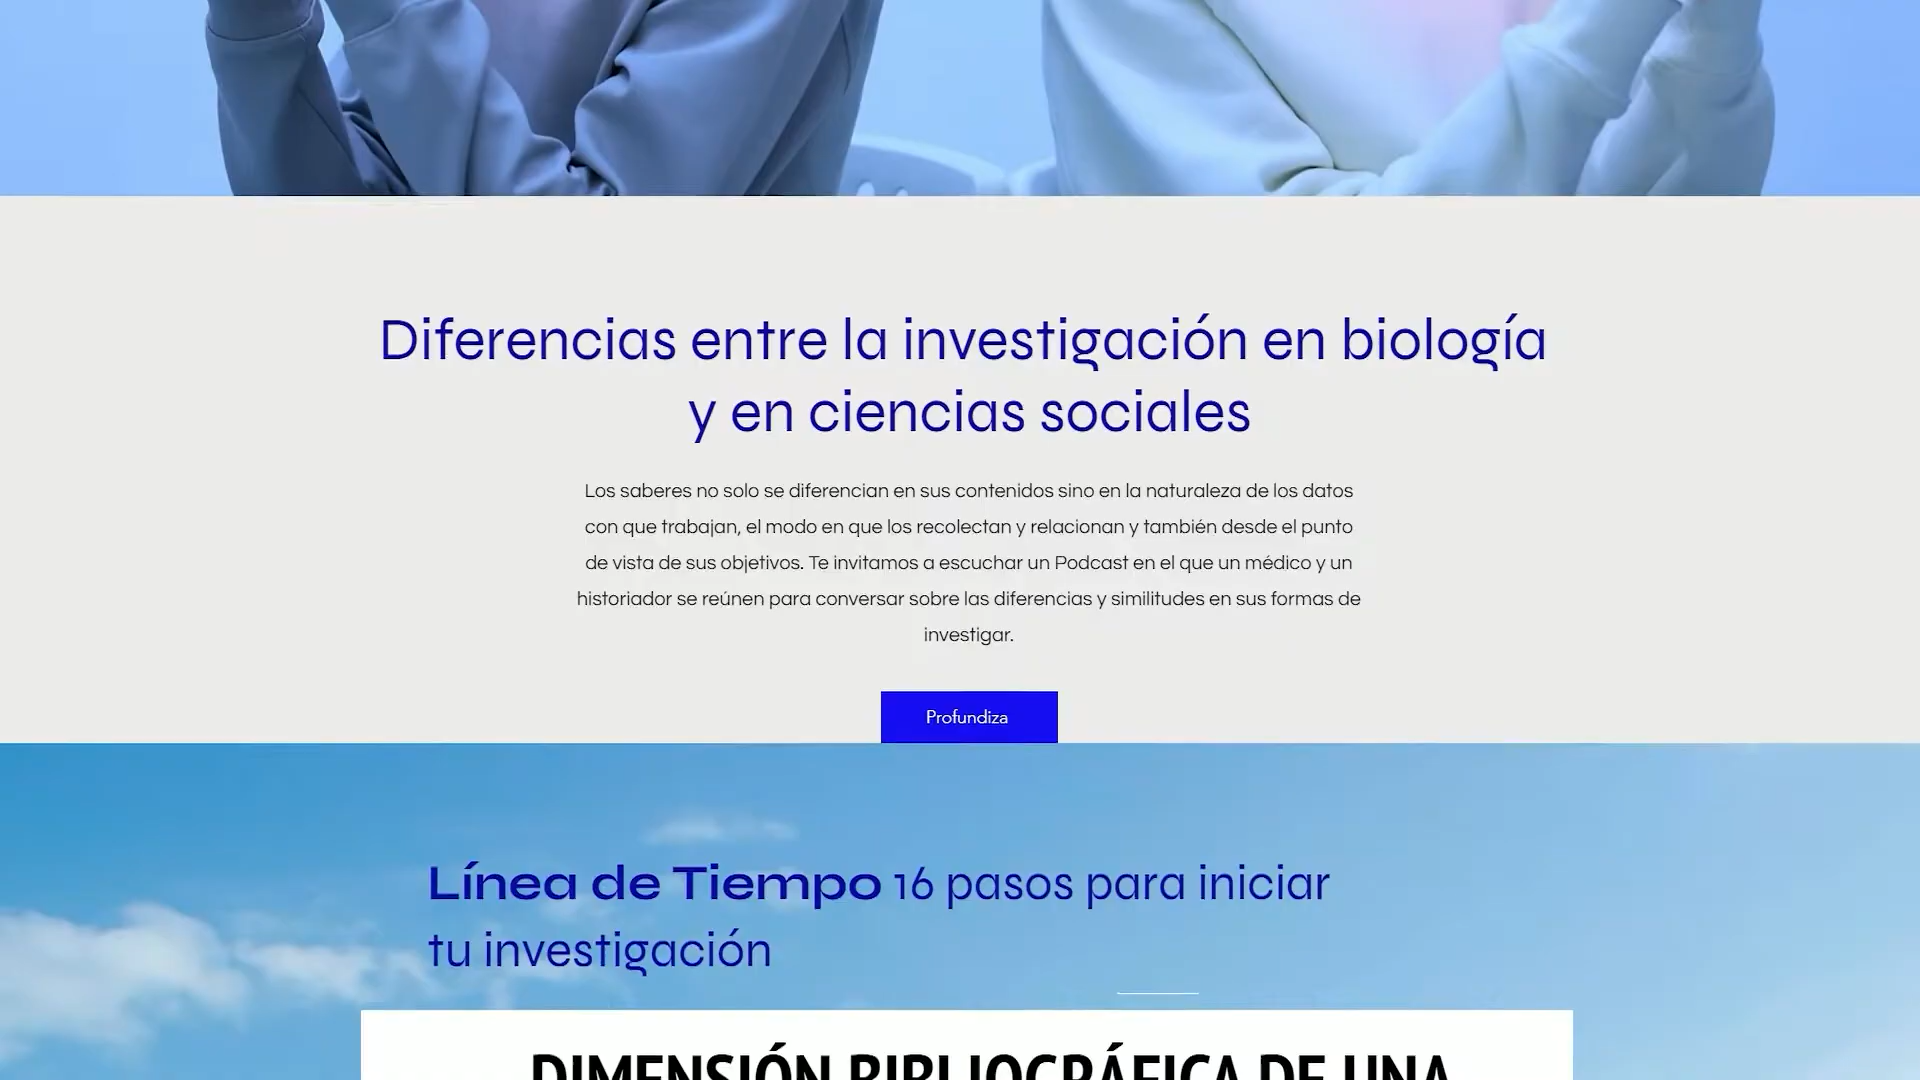 Diferencias entre la investigación en biología
y en ciencias sociales
Los saberes no solo se diferencian en sus contenidos sino en la naturaleza de los datos
con que trabajan, el modo en que los recolectan y relacionan y también desde el punto
de vista de sus objetivos. Te invitamos a escuchar un Podcast en el que un médico y un
historiador se reúnen para conversar sobre las diferencias y similitudes en sus formas de
investigar.
Profundiza
Línea de Tiempo 16 pasos para iniciar
tu investigación
DIMENSIÓN BIBLIOGRÁFICA DE UNA